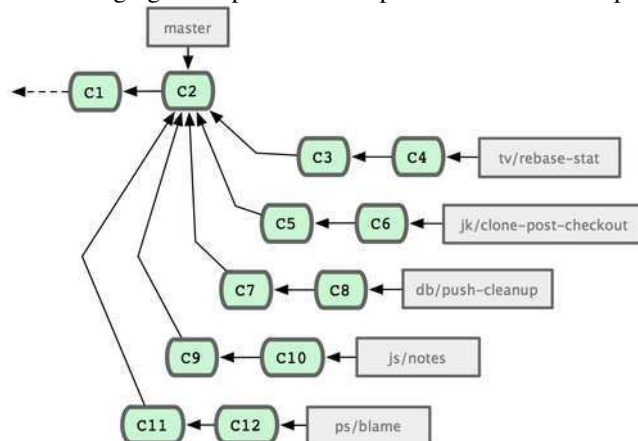 master
C1
C2
C3
C4
tv/rebase-stat
C5
C6
jk/clone-post-checkout
C7
C8
db/push-cleanup
C9
C10
js/notes
C11
C12
ps/blame